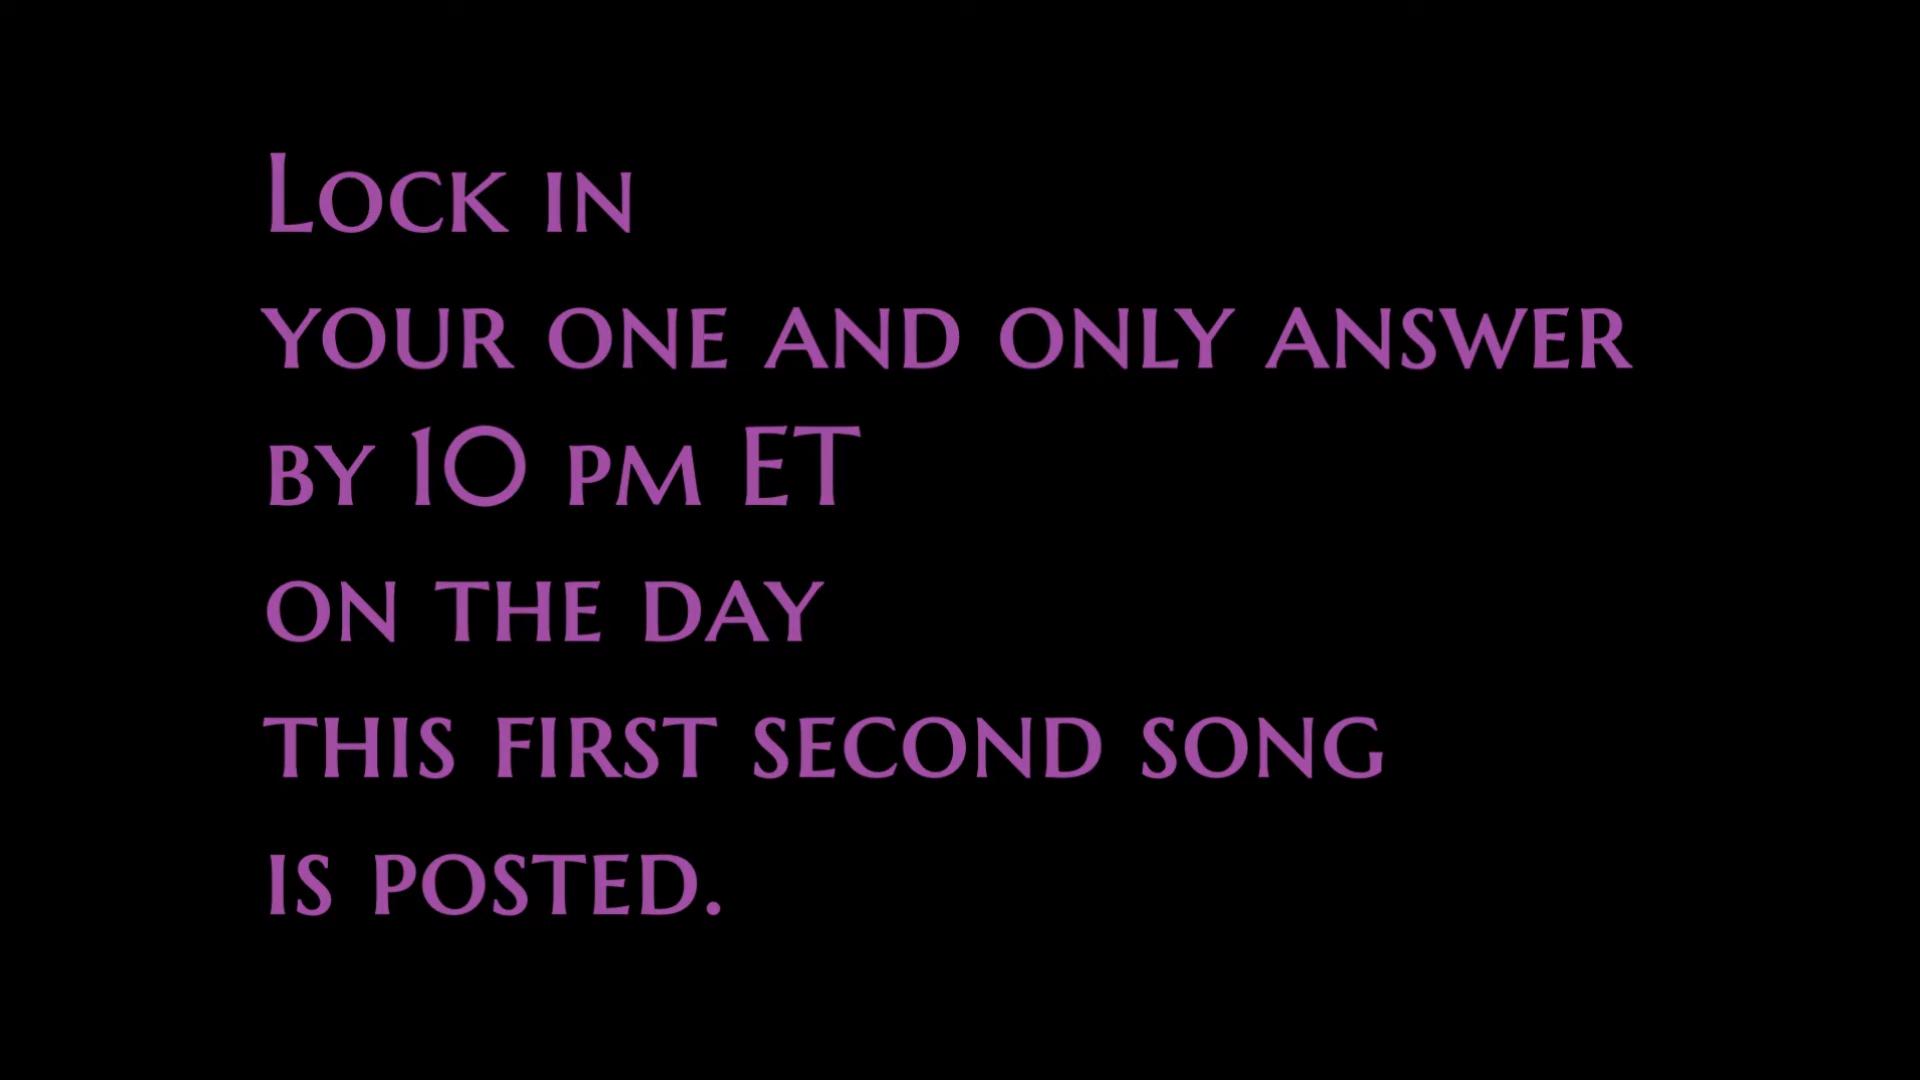 Lock in
your one and only answer
by 10 pm ET
on the day
this first second song
is posted.